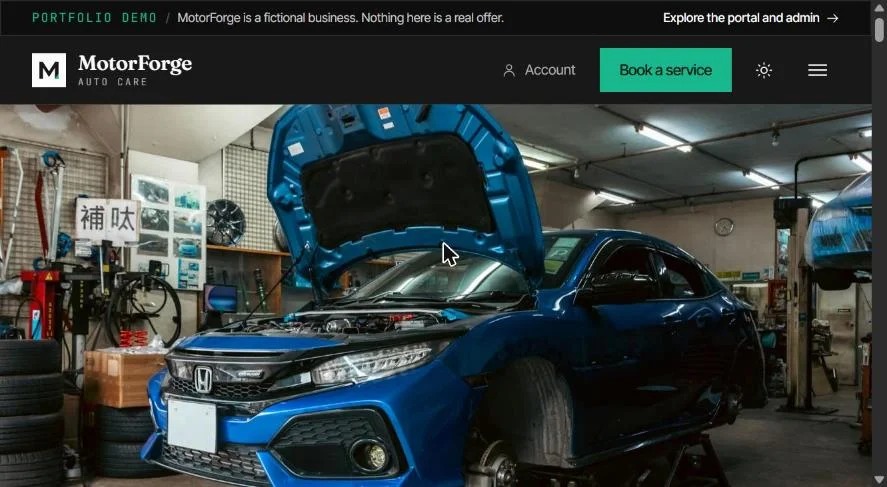 PORTFOLIO DEMO / MotorForge is a fictional business. Nothing here is a real offer.
Explore the portal and admin →
M MotorForge
AUTO CARE
Account
Book a service
補呔